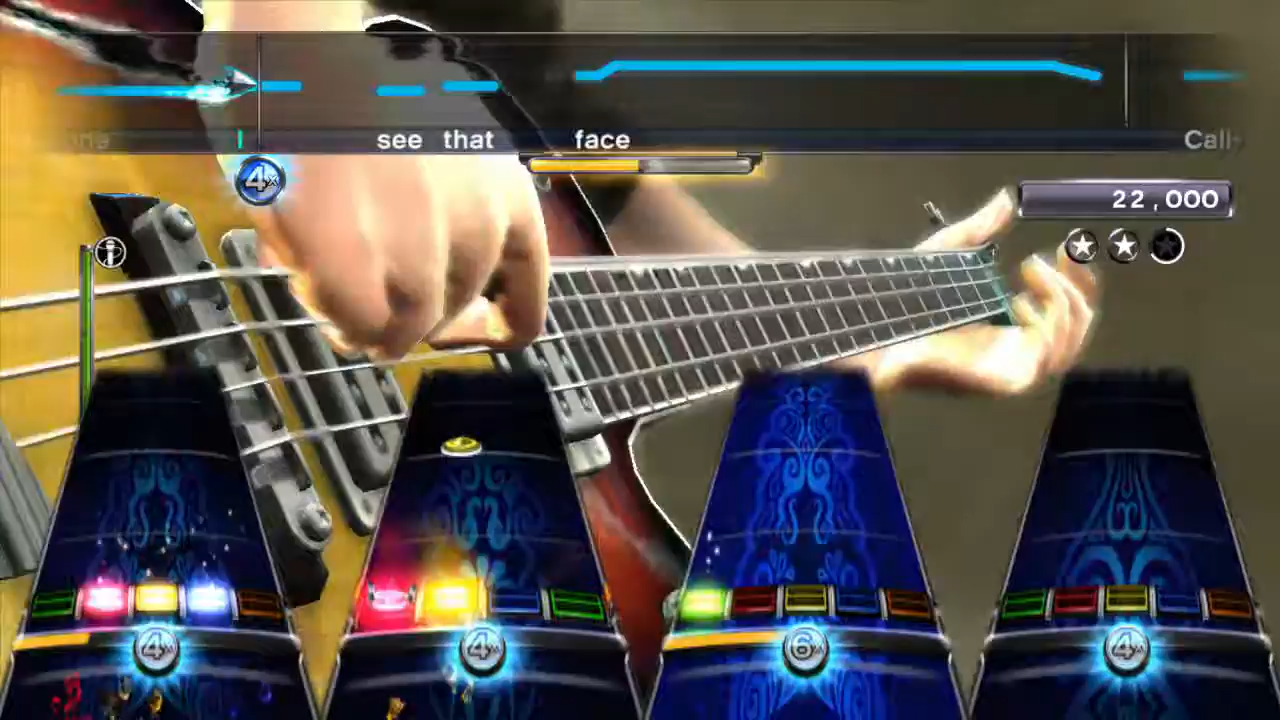 I see that face Call-
4x
22,000
4x 4x 6x 4x